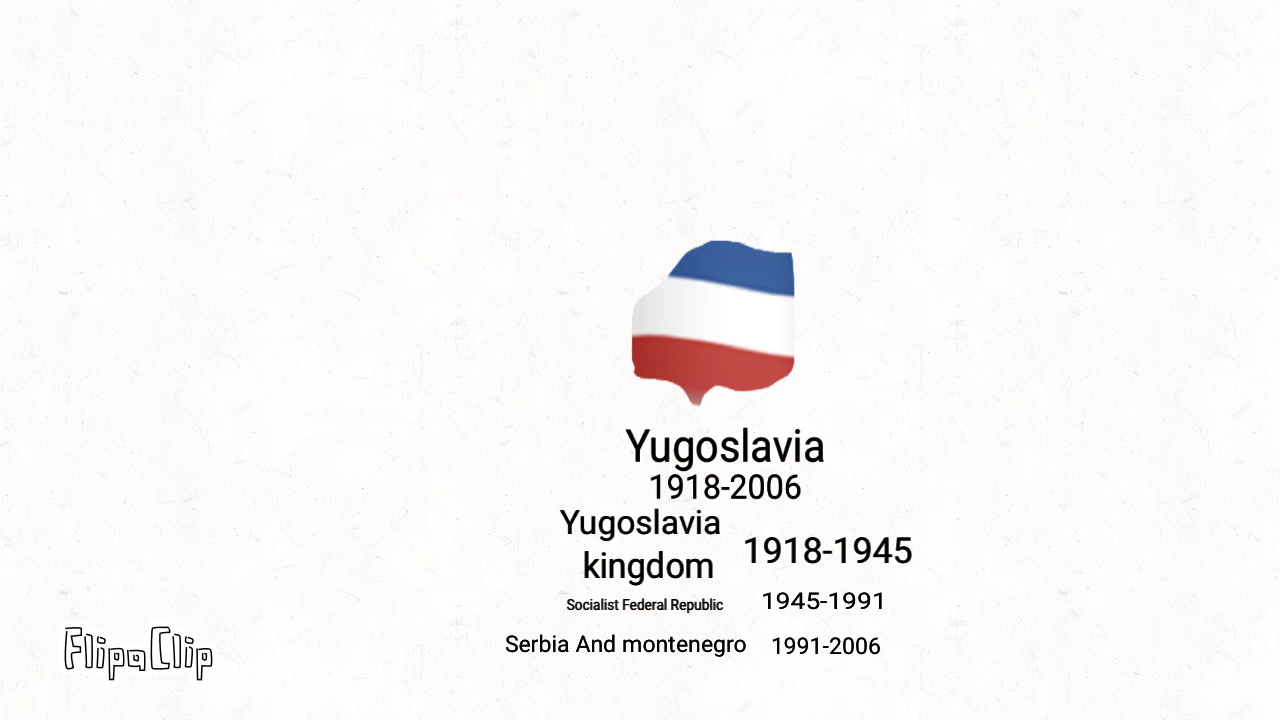 Yugoslavia
1918-2006
Yugoslavia
kingdom
1918-1945
Socialist Federal Republic
1945-1991
Serbia And montenegro
1991-2006
FlipaClip